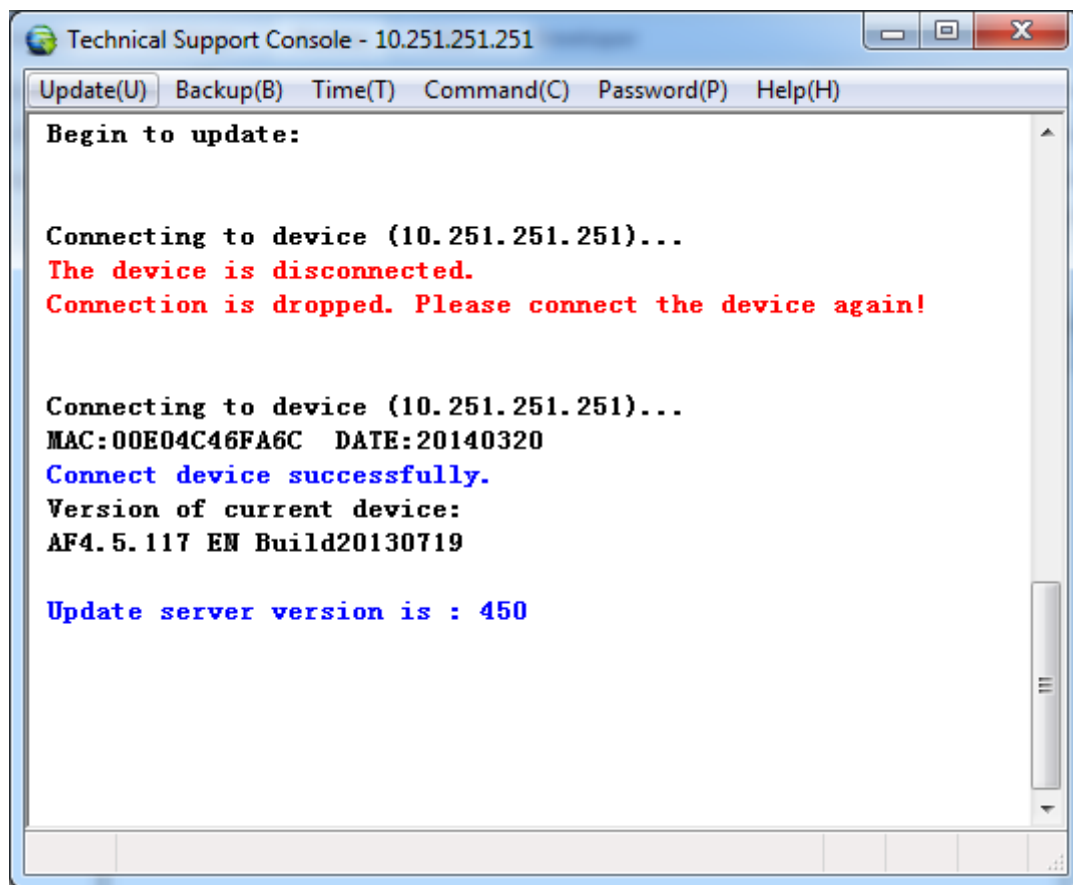 Technical Support Console - 10.251.251.251
Update(U) Backup(B) Time(T) Command(C) Password(P) Help(H)
Begin to update:
Connecting to device (10.251.251.251)...
The device is disconnected.
Connection is dropped. Please connect the device again!
Connecting to device (10.251.251.251)...
MAC:00E04C46FA6C DATE:20140320
Connect device successfully.
Version of current device:
AF4.5.117 EN Build20130719
Update server version is : 450